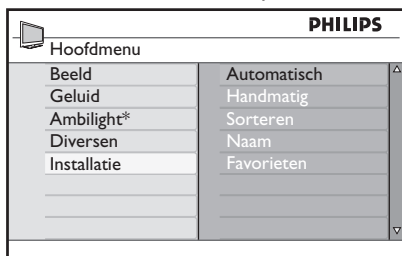 PHILIPS
Hoofdmenu
Beeld
Geluid
Ambilight*
Diversen
Installatie
Automatisch
Handmatig
Sorteren
Naam
Favorieten